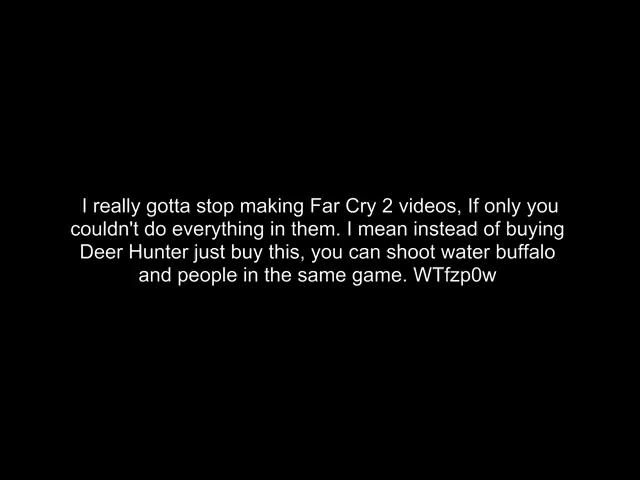 I really gotta stop making Far Cry 2 videos, If only you
couldn't do everything in them. I mean instead of buying
Deer Hunter just buy this, you can shoot water buffalo
and people in the same game. WTfzp0w